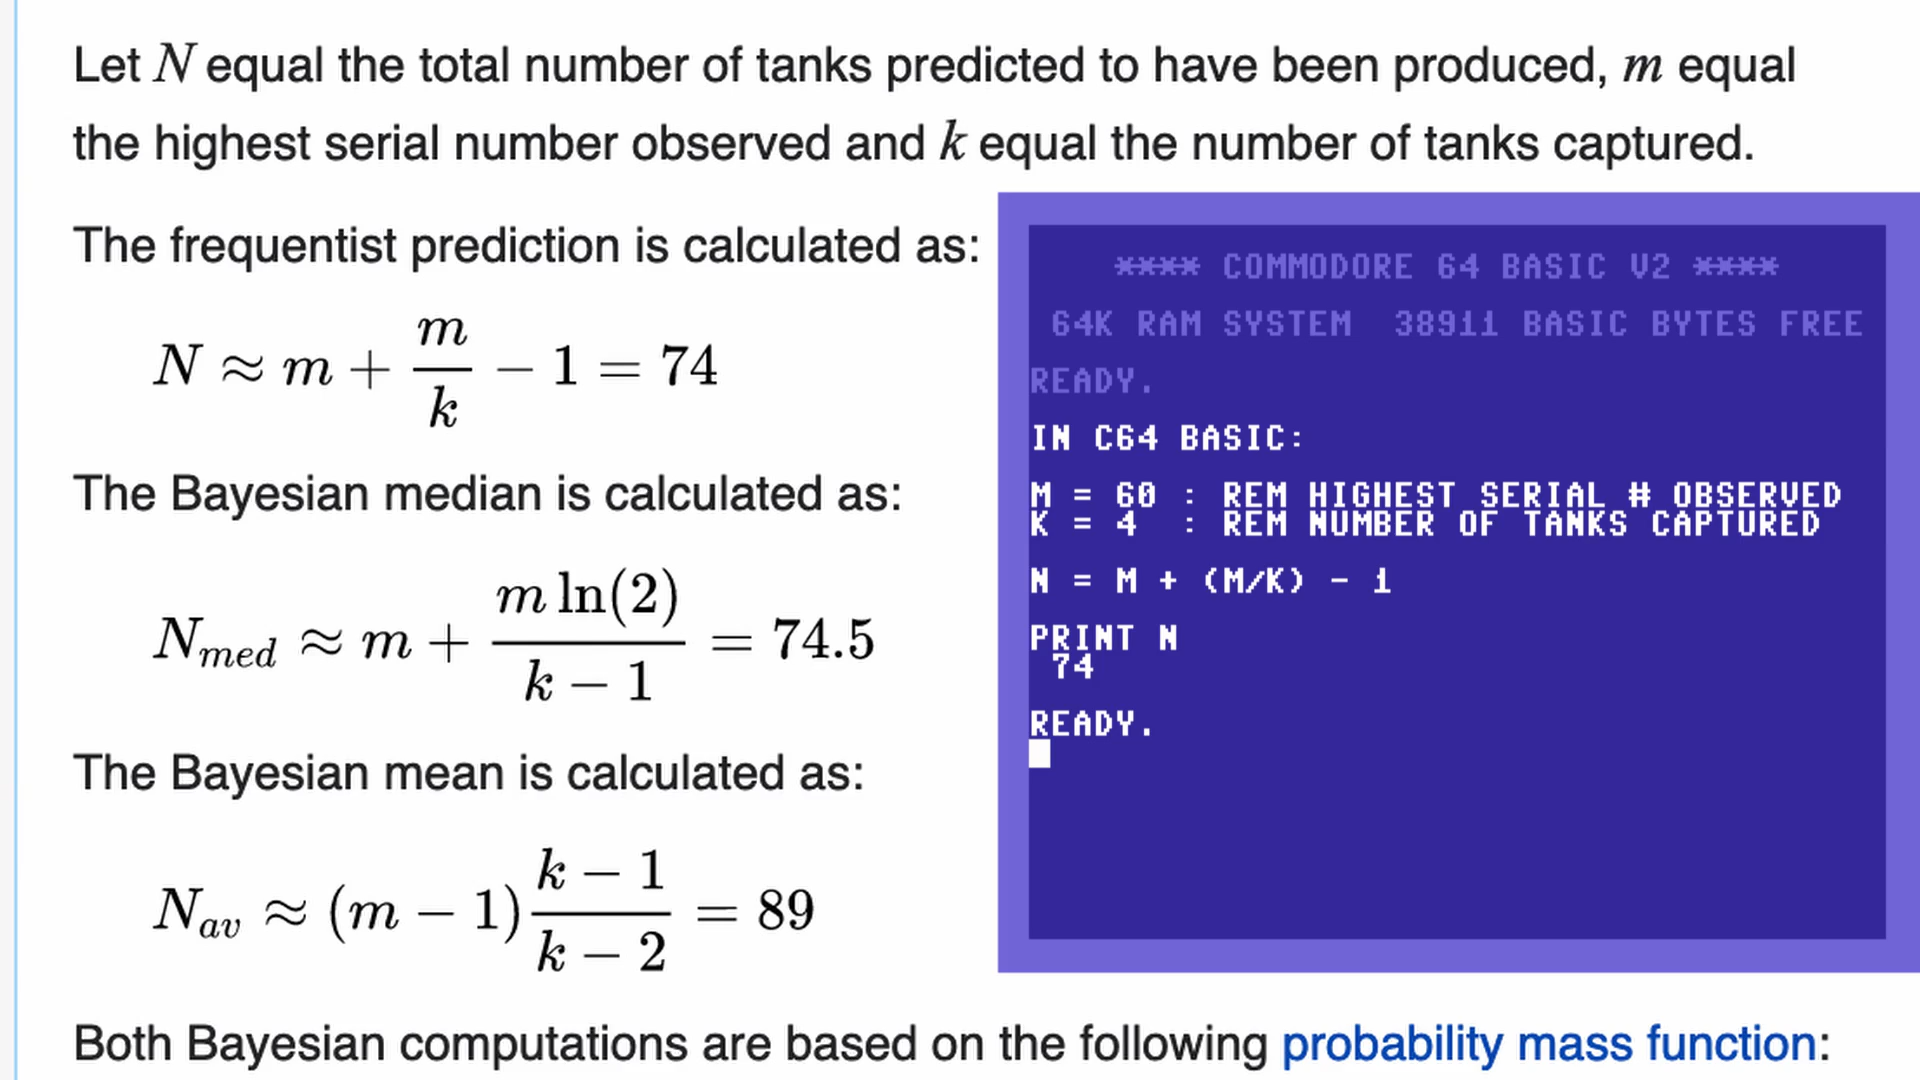 Let N equal the total number of tanks predicted to have been produced, m equal
the highest serial number observed and k equal the number of tanks captured.
The frequentist prediction is calculated as:
N ≈ m + m/k − 1 = 74
The Bayesian median is calculated as:
N_med ≈ m + m ln(2)/(k − 1) = 74.5
The Bayesian mean is calculated as:
N_av ≈ (m − 1) (k − 1)/(k − 2) = 89
**** COMMODORE 64 BASIC V2 ****
64K RAM SYSTEM  38911 BASIC BYTES FREE
READY.
IN C64 BASIC:
M = 60 : REM HIGHEST SERIAL # OBSERVED
K = 4  : REM NUMBER OF TANKS CAPTURED
N = M + (M/K) - 1
PRINT N
74
READY.
Both Bayesian computations are based on the following probability mass function: